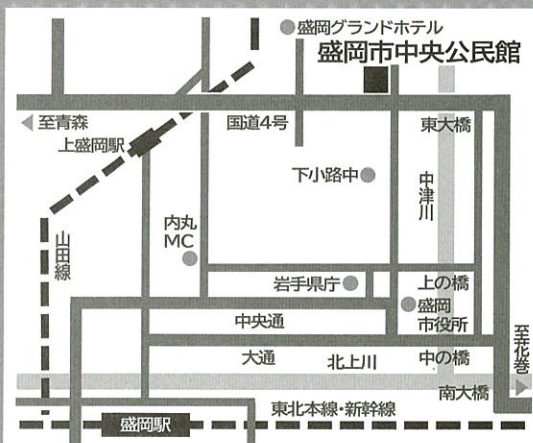 盛岡グランドホテル
盛岡市中央公民館
至青森
国道4号
東大橋
上盛岡駅
下小路中
中津川
内丸
MC
山田線
岩手県庁
上の橋
盛岡
市役所
中央通
至花巻
大通
北上川
中の橋
南大橋
東北本線・新幹線
盛岡駅